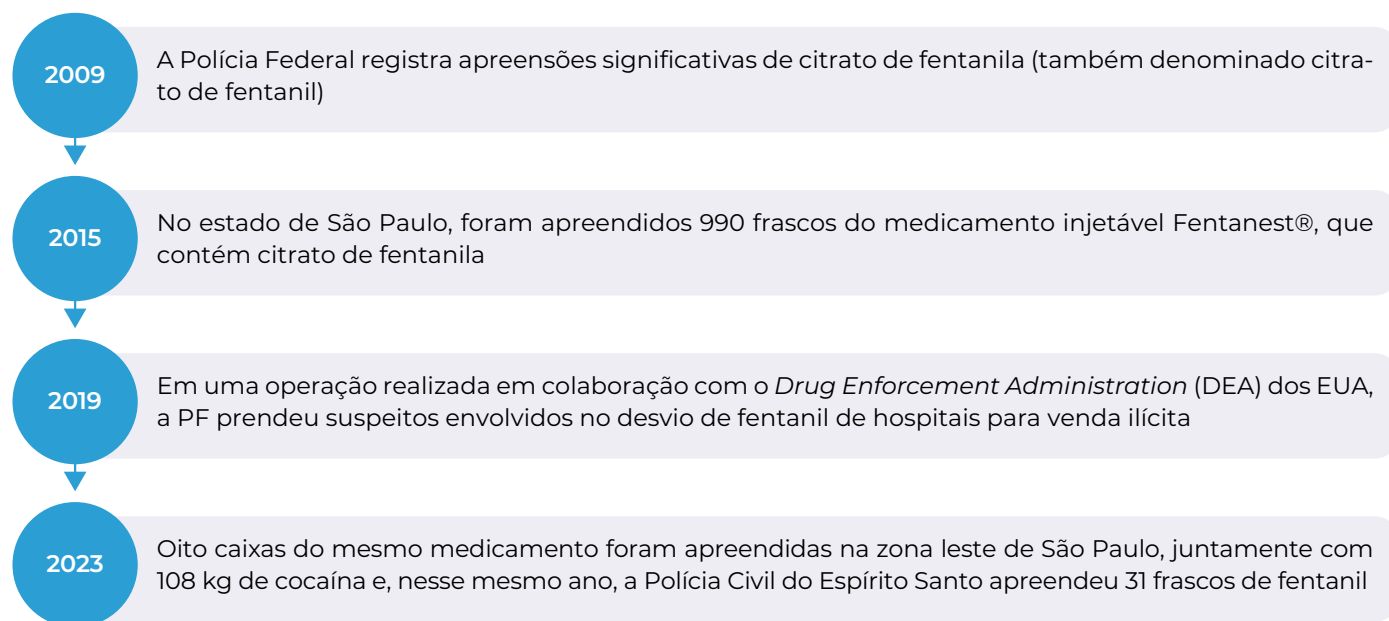 2009
A Polícia Federal registra apreensões significativas de citrato de fentanila (também denominado citra-
to de fentanil)
2015
No estado de São Paulo, foram apreendidos 990 frascos do medicamento injetável Fentanest®, que
contém citrato de fentanila
2019
Em uma operação realizada em colaboração com o Drug Enforcement Administration (DEA) dos EUA,
a PF prendeu suspeitos envolvidos no desvio de fentanil de hospitais para venda ilícita
2023
Oito caixas do mesmo medicamento foram apreendidas na zona leste de São Paulo, juntamente com
108 kg de cocaína e, nesse mesmo ano, a Polícia Civil do Espírito Santo apreendeu 31 frascos de fentanil